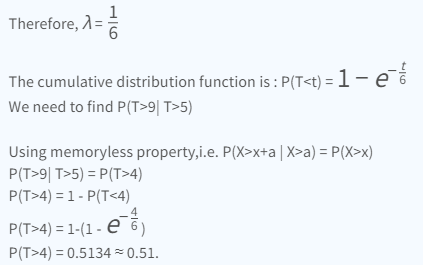 Therefore, λ = 1/6
The cumulative distribution function is : P(T<t) = 1 − e^(−t/6)
We need to find P(T>9| T>5)
Using memoryless property,i.e. P(X>x+a | X>a) = P(X>x)
P(T>9| T>5) = P(T>4)
P(T>4) = 1 - P(T<4)
P(T>4) = 1-(1 - e^(−4/6))
P(T>4) = 0.5134 ≈ 0.51.